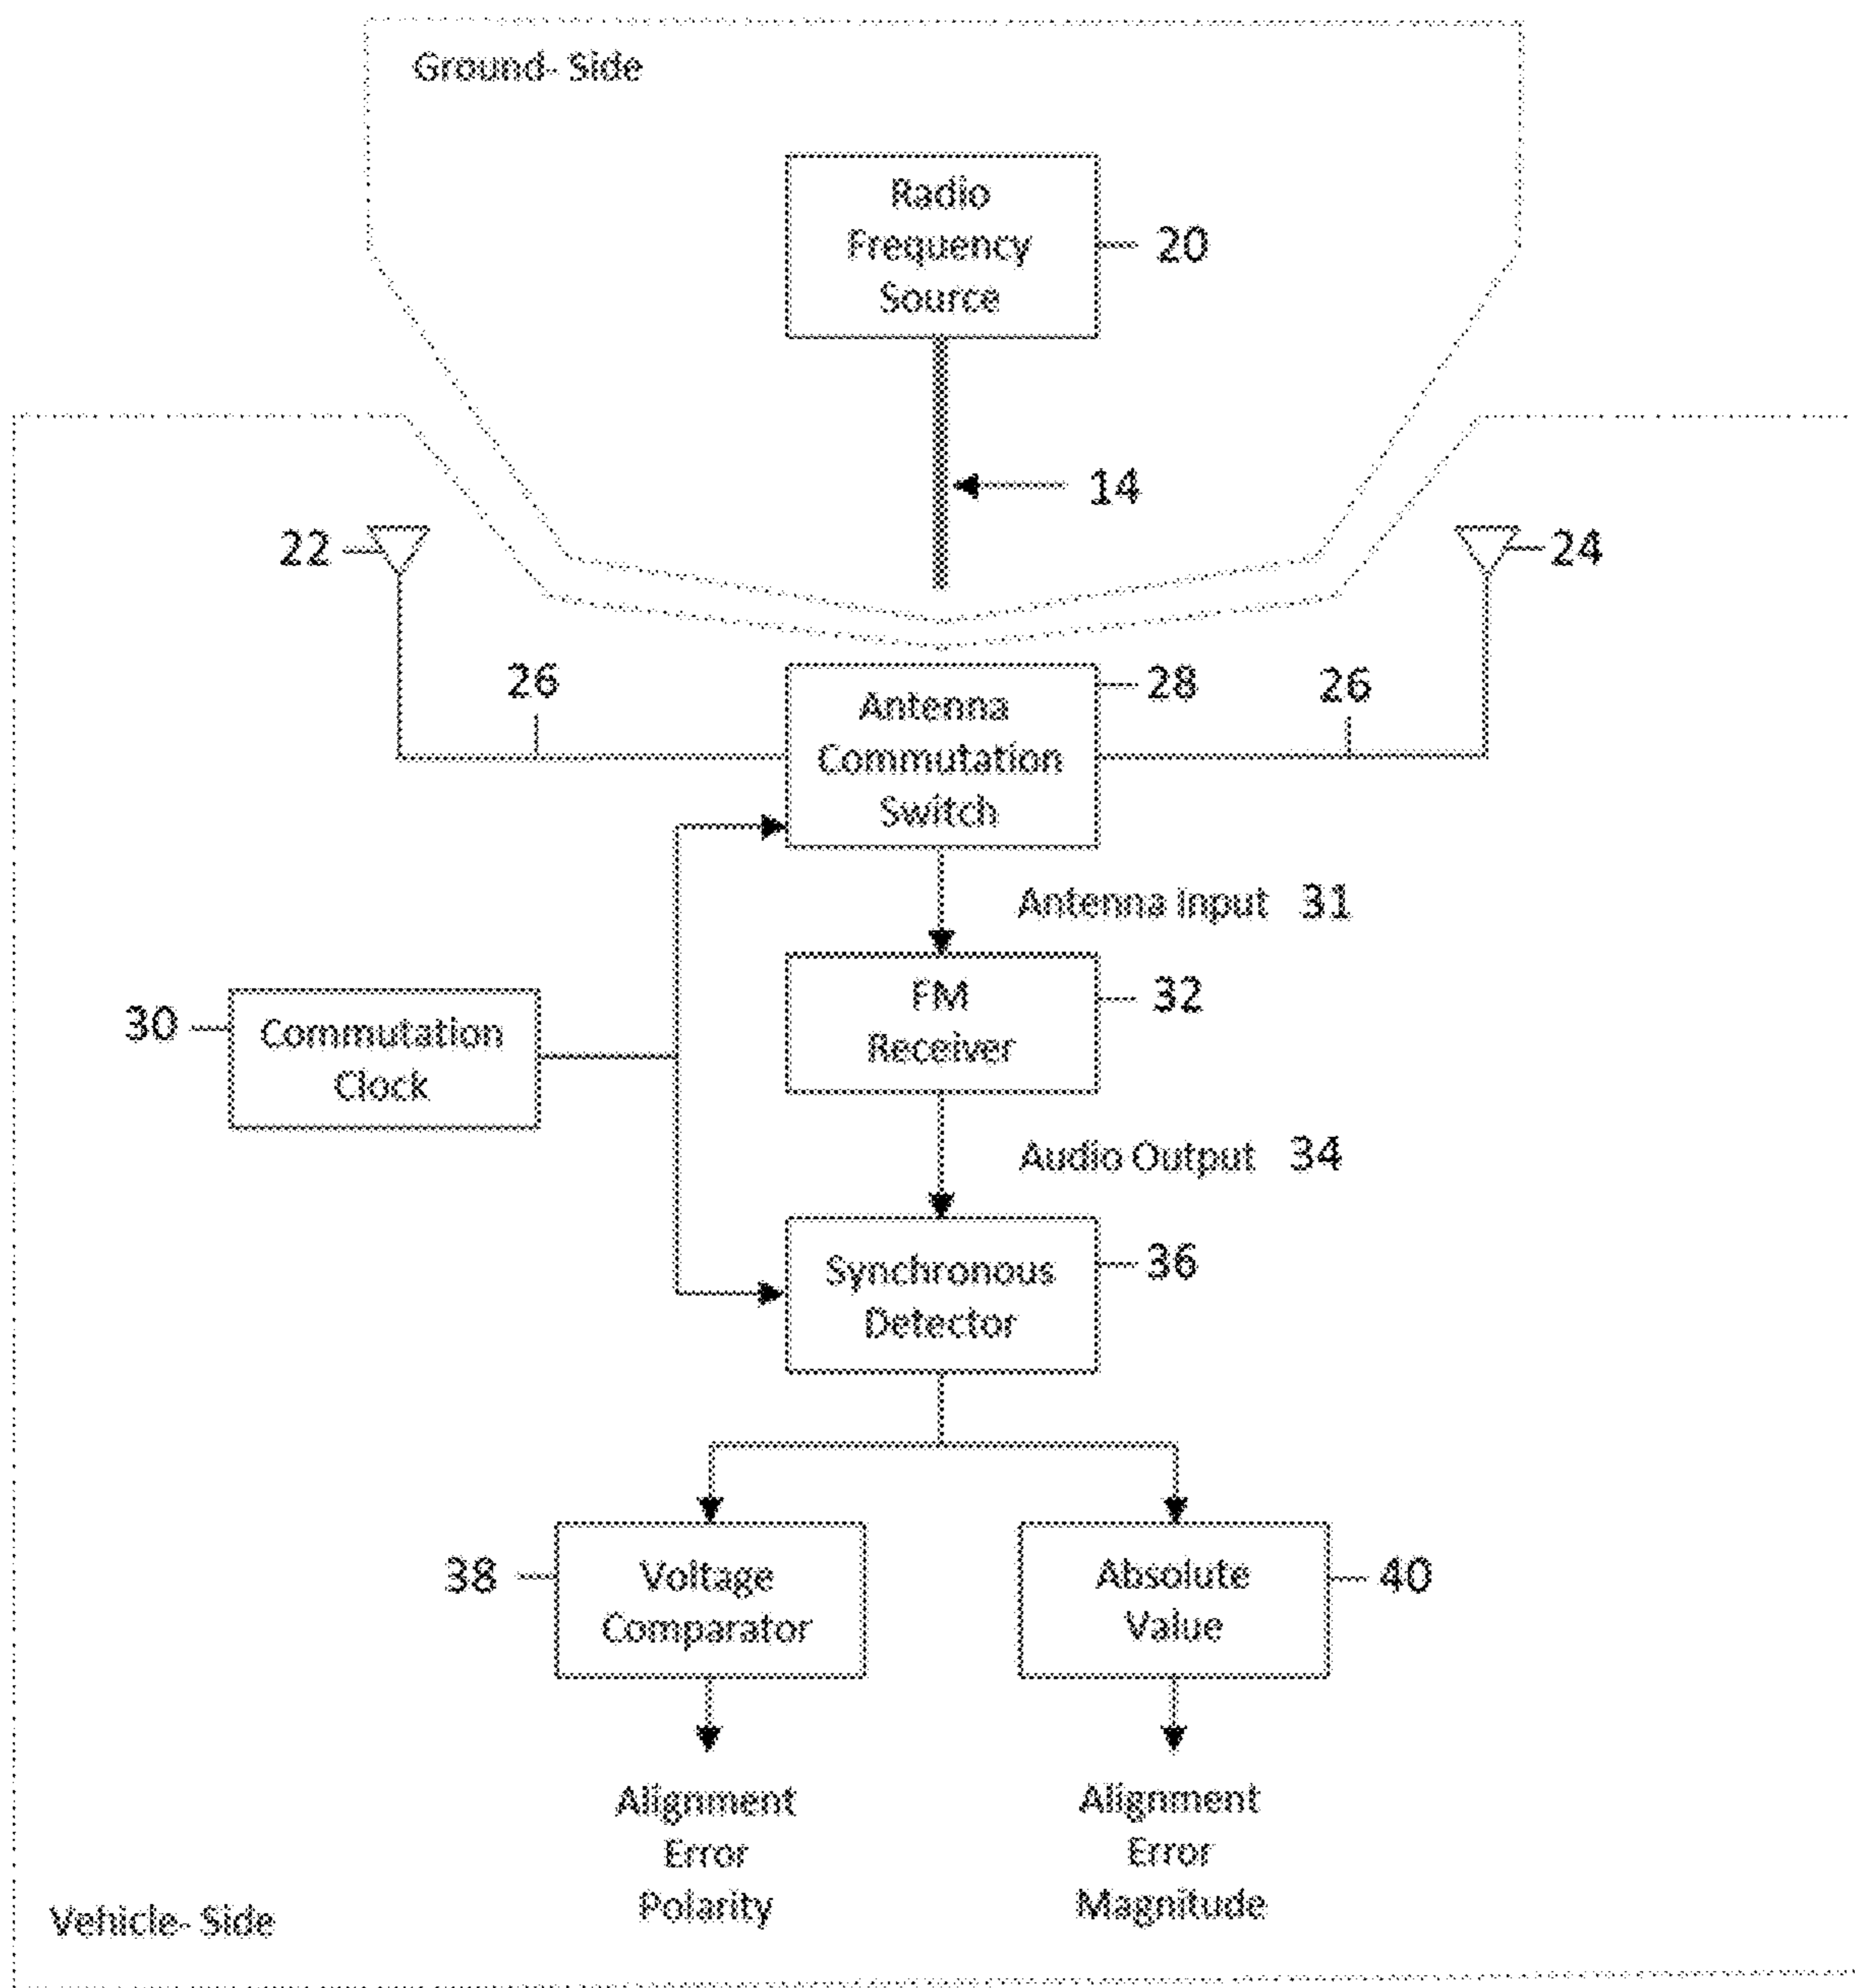 Ground- Side
Radio
Frequency
Source
20
14
22
24
26
Antenna
Commutation
Switch
28
26
Antenna Input 31
30
Commutation
Clock
FM
Receiver
32
Audio Output 34
Synchronous
Detector
36
38
Voltage
Comparator
Absolute
Value
40
Alignment
Error
Polarity
Alignment
Error
Magnitude
Vehicle- Side